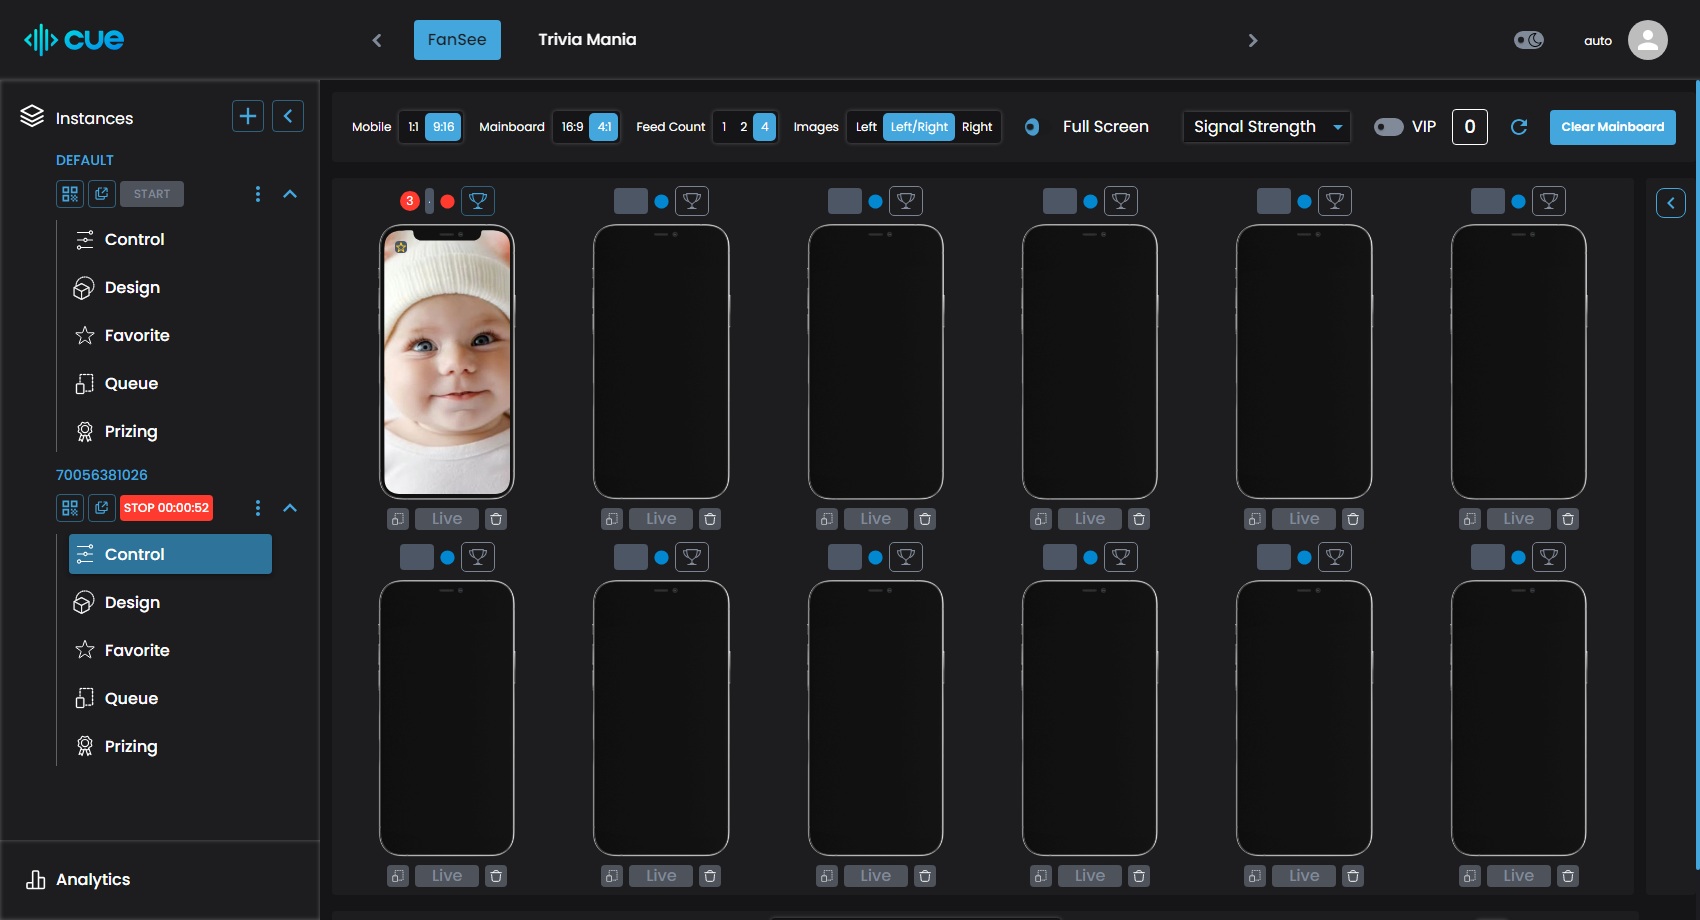 cue
FanSee
Trivia Mania
auto
Instances
DEFAULT
START
Control
Design
Favorite
Queue
Prizing
70056381026
STOP 00:00:52
Control
Design
Favorite
Queue
Prizing
Analytics
Mobile 1:1 9:16 Mainboard 16:9 4:1 Feed Count 1 2 4 Images Left Left/Right Right Full Screen Signal Strength VIP 0 Clear Mainboard
3
Live Live Live Live Live Live
Live Live Live Live Live Live